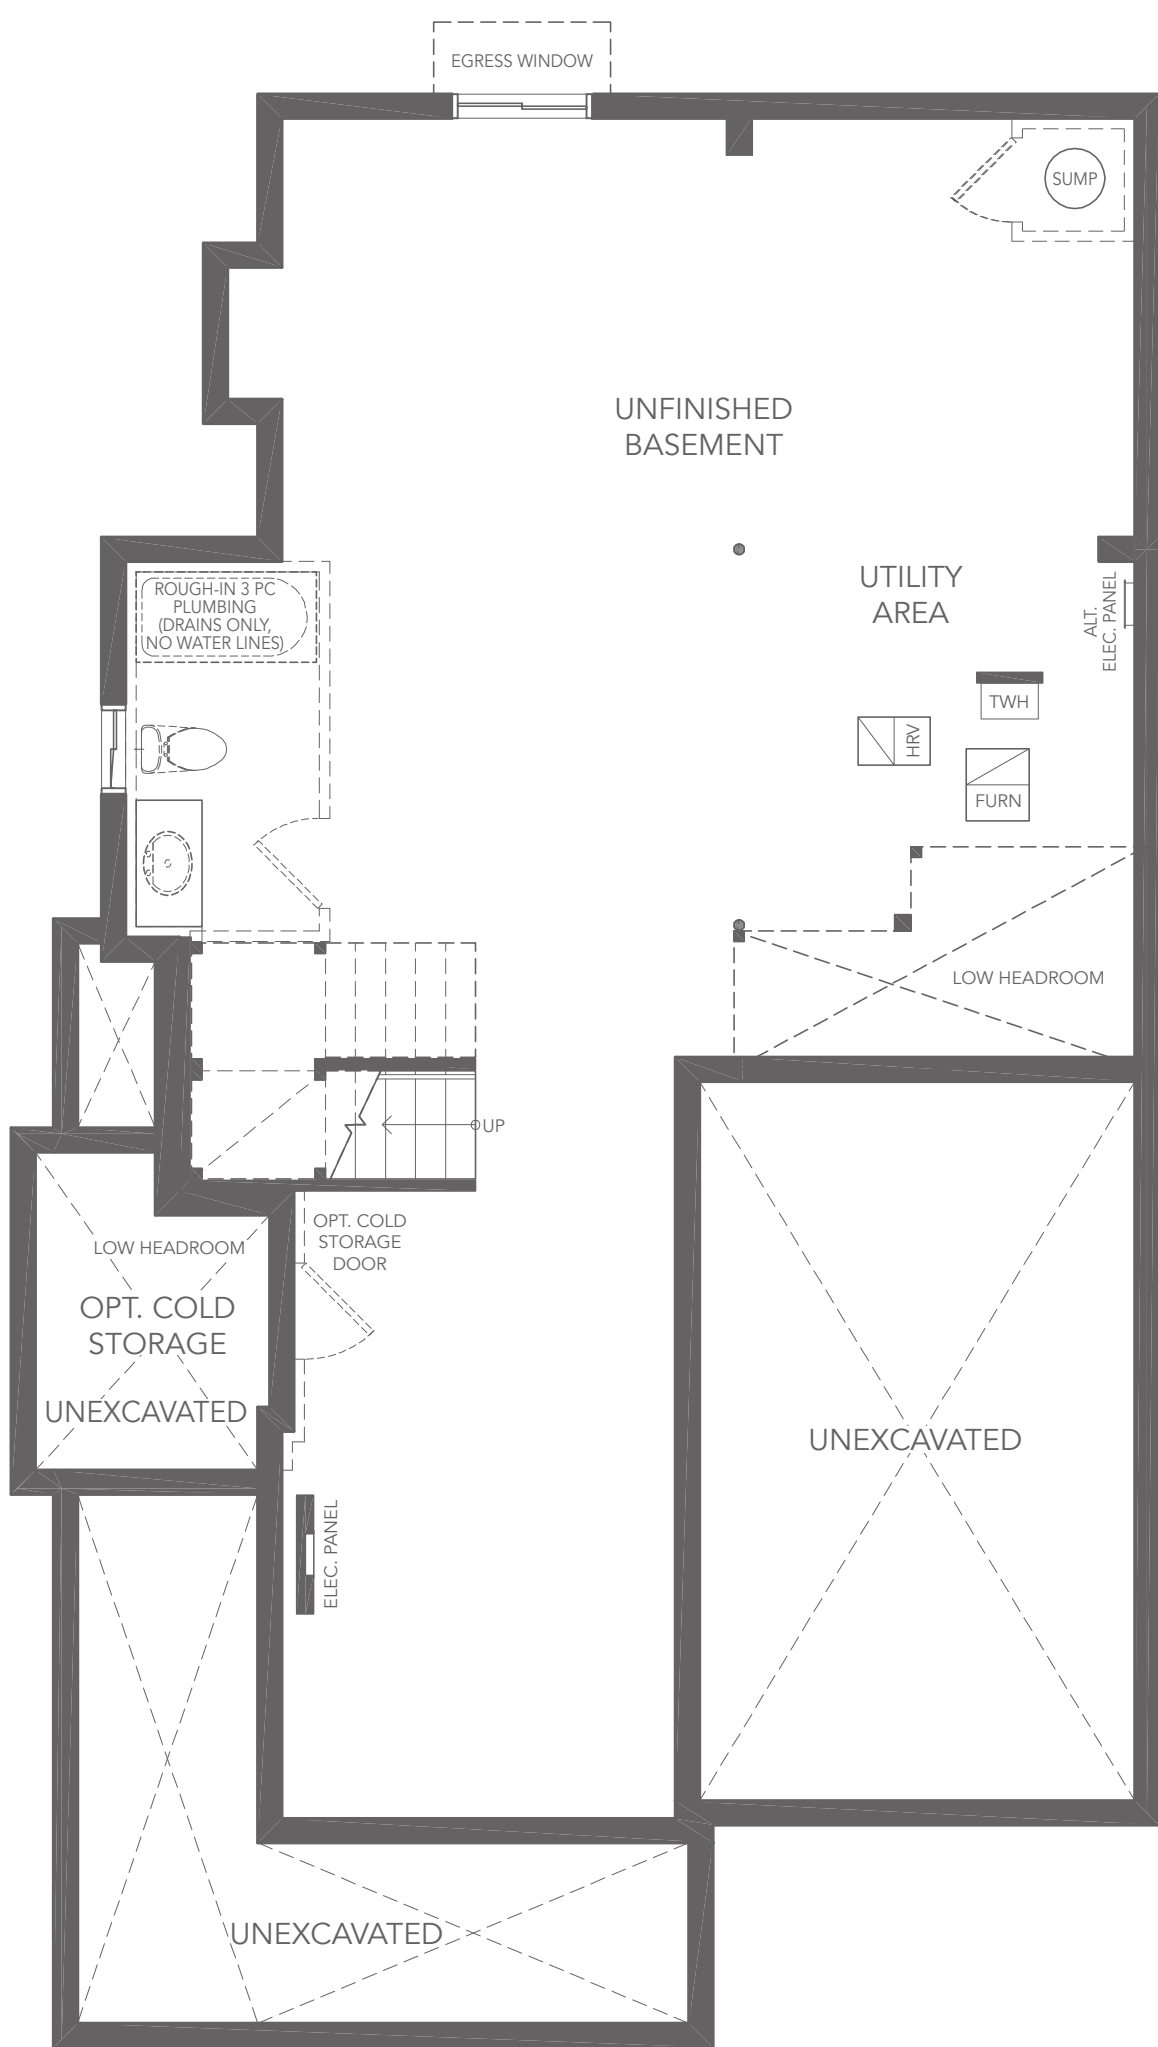 EGRESS WINDOW
SUMP
UNFINISHED
BASEMENT
UTILITY
AREA
ALT.
ELEC. PANEL
ROUGH-IN 3 PC
PLUMBING
(DRAINS ONLY,
NO WATER LINES)
TWH
HRV
FURN
LOW HEADROOM
UP
OPT. COLD
STORAGE
DOOR
LOW HEADROOM
OPT. COLD
STORAGE
UNEXCAVATED
UNEXCAVATED
ELEC. PANEL
UNEXCAVATED